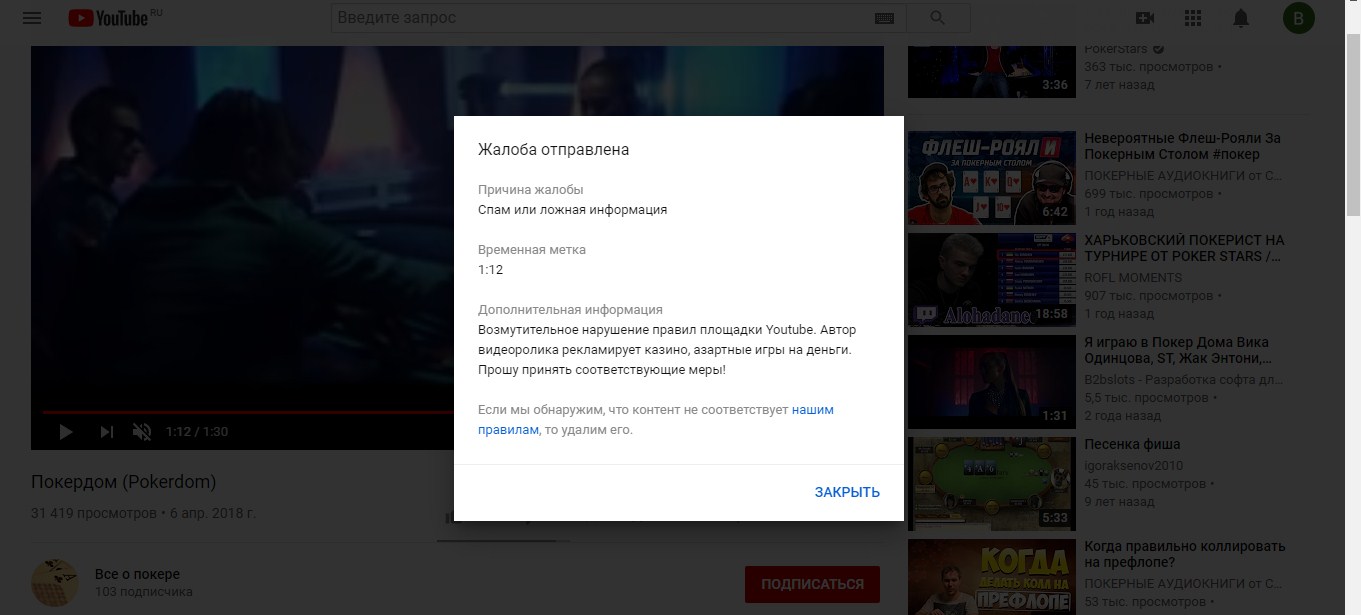 YouTube RU
Введите запрос
B
Жалоба отправлена
Причина жалобы
Спам или ложная информация
Временная метка
1:12
Дополнительная информация
Возмутительное нарушение правил площадки Youtube. Автор
видеоролика рекламирует казино, азартные игры на деньги.
Прошу принять соответствующие меры!
Если мы обнаружим, что контент не соответствует нашим
правилам, то удалим его.
ЗАКРЫТЬ
1:12 / 1:30
Покердом (Pokerdom)
31 419 просмотров • 6 апр. 2018 г.
Все о покере
103 подписчика
ПОДПИСАТЬСЯ
3:36
PokerStars
363 тыс. просмотров •
7 лет назад
ФЛЕШ-РОЯЛИ
ЗА ПОКЕРНЫМ СТОЛОМ
A K Q
J 10
6:42
Невероятные Флеш-Рояли За
Покерным Столом #покер
ПОКЕРНЫЕ АУДИОКНИГИ от С...
699 тыс. просмотров •
1 год назад
Alohadance
18:58
ХАРЬКОВСКИЙ ПОКЕРИСТ НА
ТУРНИРЕ ОТ POKER STARS /...
ROFL MOMENTS
907 тыс. просмотров •
1 год назад
1:31
Я играю в Покер Дома Вика
Одинцова, ST, Жак Энтони,...
B2bslots - Разработка софта дл...
5,5 тыс. просмотров •
2 года назад
5:33
Песенка фиша
igoraksenov2010
45 тыс. просмотров •
9 лет назад
КОГДА
ДЕЛАТЬ КОЛЛ НА
ПРЕФЛОПЕ
Когда правильно коллировать
на префлопе?
ПОКЕРНЫЕ АУДИОКНИГИ от С...
53 тыс. просмотров •